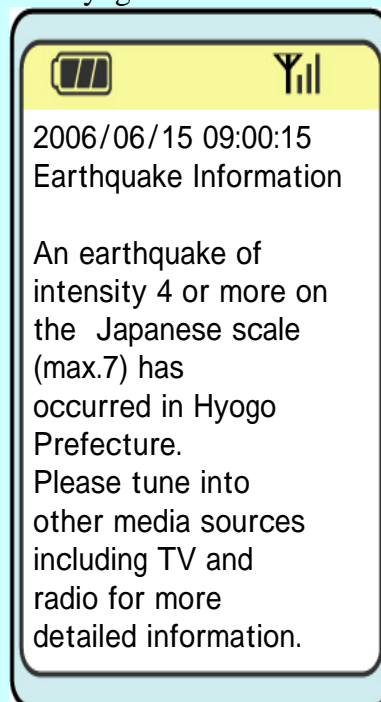 2006/06/15 09:00:15
Earthquake Information
An earthquake of
intensity 4 or more on
the Japanese scale
(max.7) has
occurred in Hyogo
Prefecture.
Please tune into
other media sources
including TV and
radio for more
detailed information.